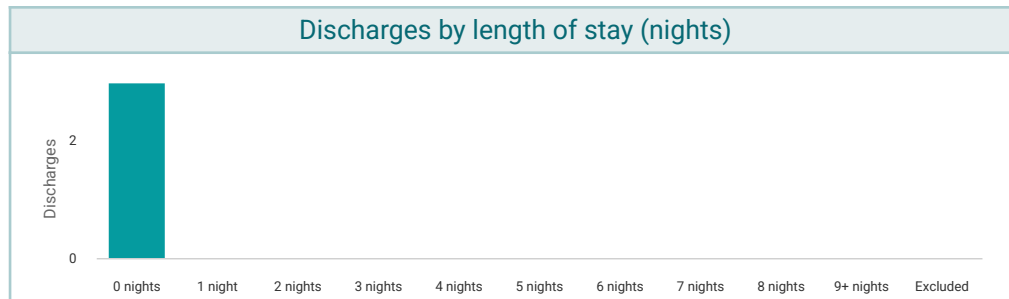 Discharges by length of stay (nights)
Discharges
2
0
0 nights 1 night 2 nights 3 nights 4 nights 5 nights 6 nights 7 nights 8 nights 9+ nights Excluded